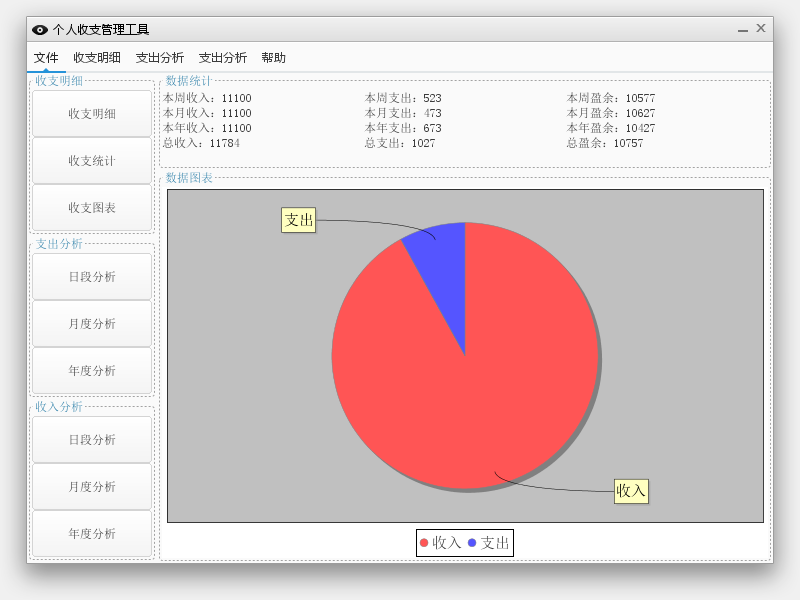 个人收支管理工具
文件 收支明细 支出分析 支出分析 帮助
收支明细
收支明细
收支统计
收支图表
支出分析
日段分析
月度分析
年度分析
收入分析
日段分析
月度分析
年度分析
数据统计
本周收入：11100 本周支出：523 本周盈余：10577
本月收入：11100 本月支出：473 本月盈余：10627
本年收入：11100 本年支出：673 本年盈余：10427
总收入：11784 总支出：1027 总盈余：10757
数据图表
支出
收入
收入 支出